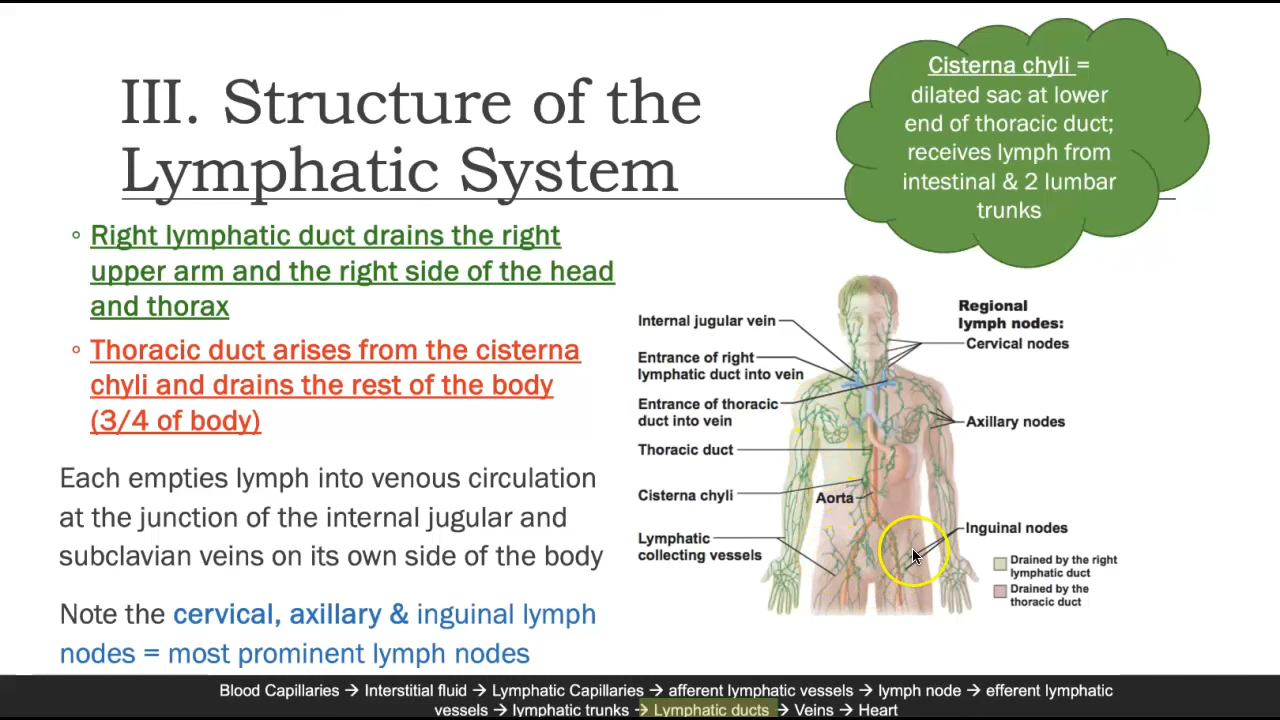 III. Structure of the
Lymphatic System
Cisterna chyli =
dilated sac at lower
end of thoracic duct;
receives lymph from
intestinal & 2 lumbar
trunks
◦ Right lymphatic duct drains the right
upper arm and the right side of the head
and thorax
◦ Thoracic duct arises from the cisterna
chyli and drains the rest of the body
(3/4 of body)
Each empties lymph into venous circulation
at the junction of the internal jugular and
subclavian veins on its own side of the body
Note the cervical, axillary & inguinal lymph
nodes = most prominent lymph nodes
Internal jugular vein
Entrance of right
lymphatic duct into vein
Entrance of thoracic
duct into vein
Thoracic duct
Cisterna chyli
Aorta
Lymphatic
collecting vessels
Regional
lymph nodes:
Cervical nodes
Axillary nodes
Inguinal nodes
Drained by the right
lymphatic duct
Drained by the
thoracic duct
Blood Capillaries → Interstitial fluid → Lymphatic Capillaries → afferent lymphatic vessels → lymph node → efferent lymphatic
vessels → lymphatic trunks → Lymphatic ducts → Veins → Heart